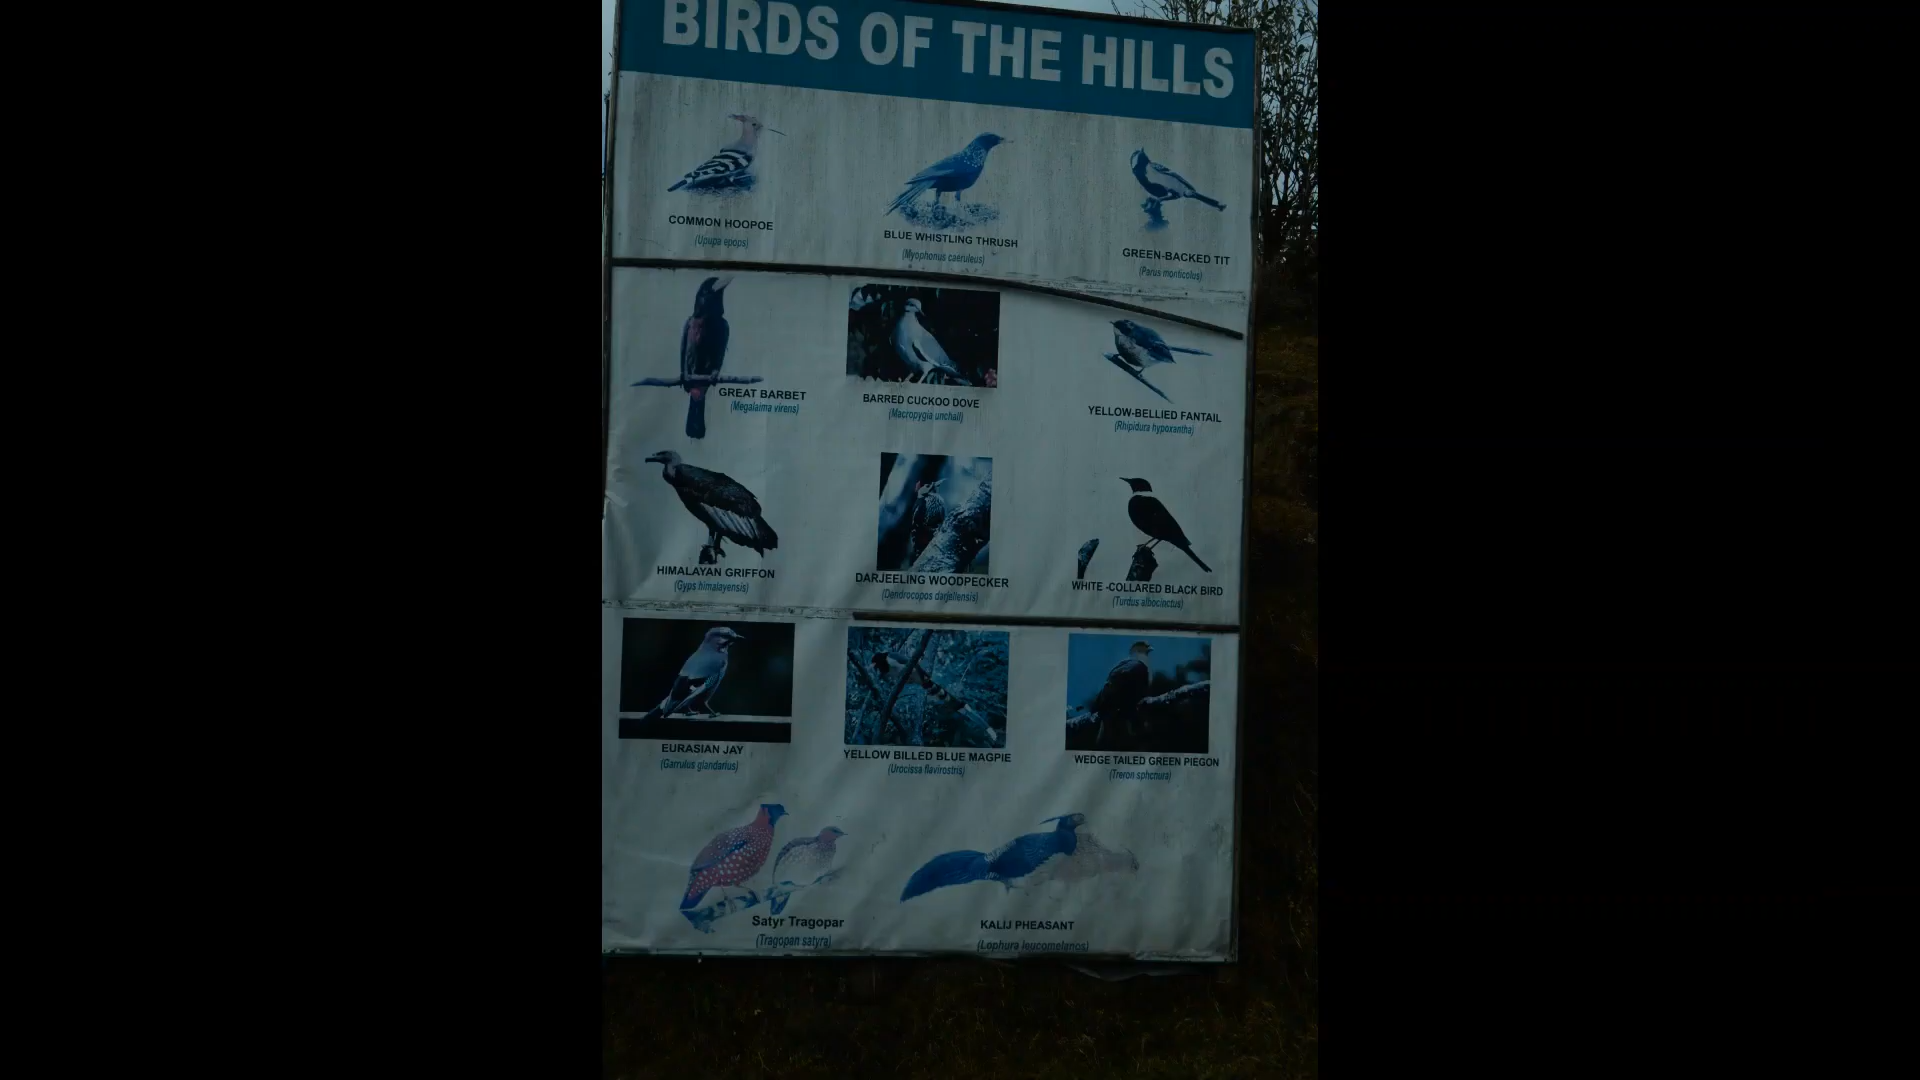 BIRDS OF THE HILLS
COMMON HOOPOE
(Upupa epops)
BLUE WHISTLING THRUSH
(Myophonus caeruleus)
GREEN-BACKED TIT
(Parus monticolus)
GREAT BARBET
(Megalaima virens)
BARRED CUCKOO DOVE
(Macropygia unchall)
YELLOW-BELLIED FANTAIL
(Rhipidura hypoxantha)
HIMALAYAN GRIFFON
(Gyps himalayensis)
DARJEELING WOODPECKER
(Dendrocopos darjellensis)
WHITE -COLLARED BLACK BIRD
(Turdus albocinctus)
EURASIAN JAY
(Garrulus glandarius)
YELLOW BILLED BLUE MAGPIE
(Urocissa flavirostris)
WEDGE TAILED GREEN PIEGON
(Treron sphenura)
Satyr Tragopar
(Tragopan satyra)
KALIJ PHEASANT
(Lophura leucomelanos)